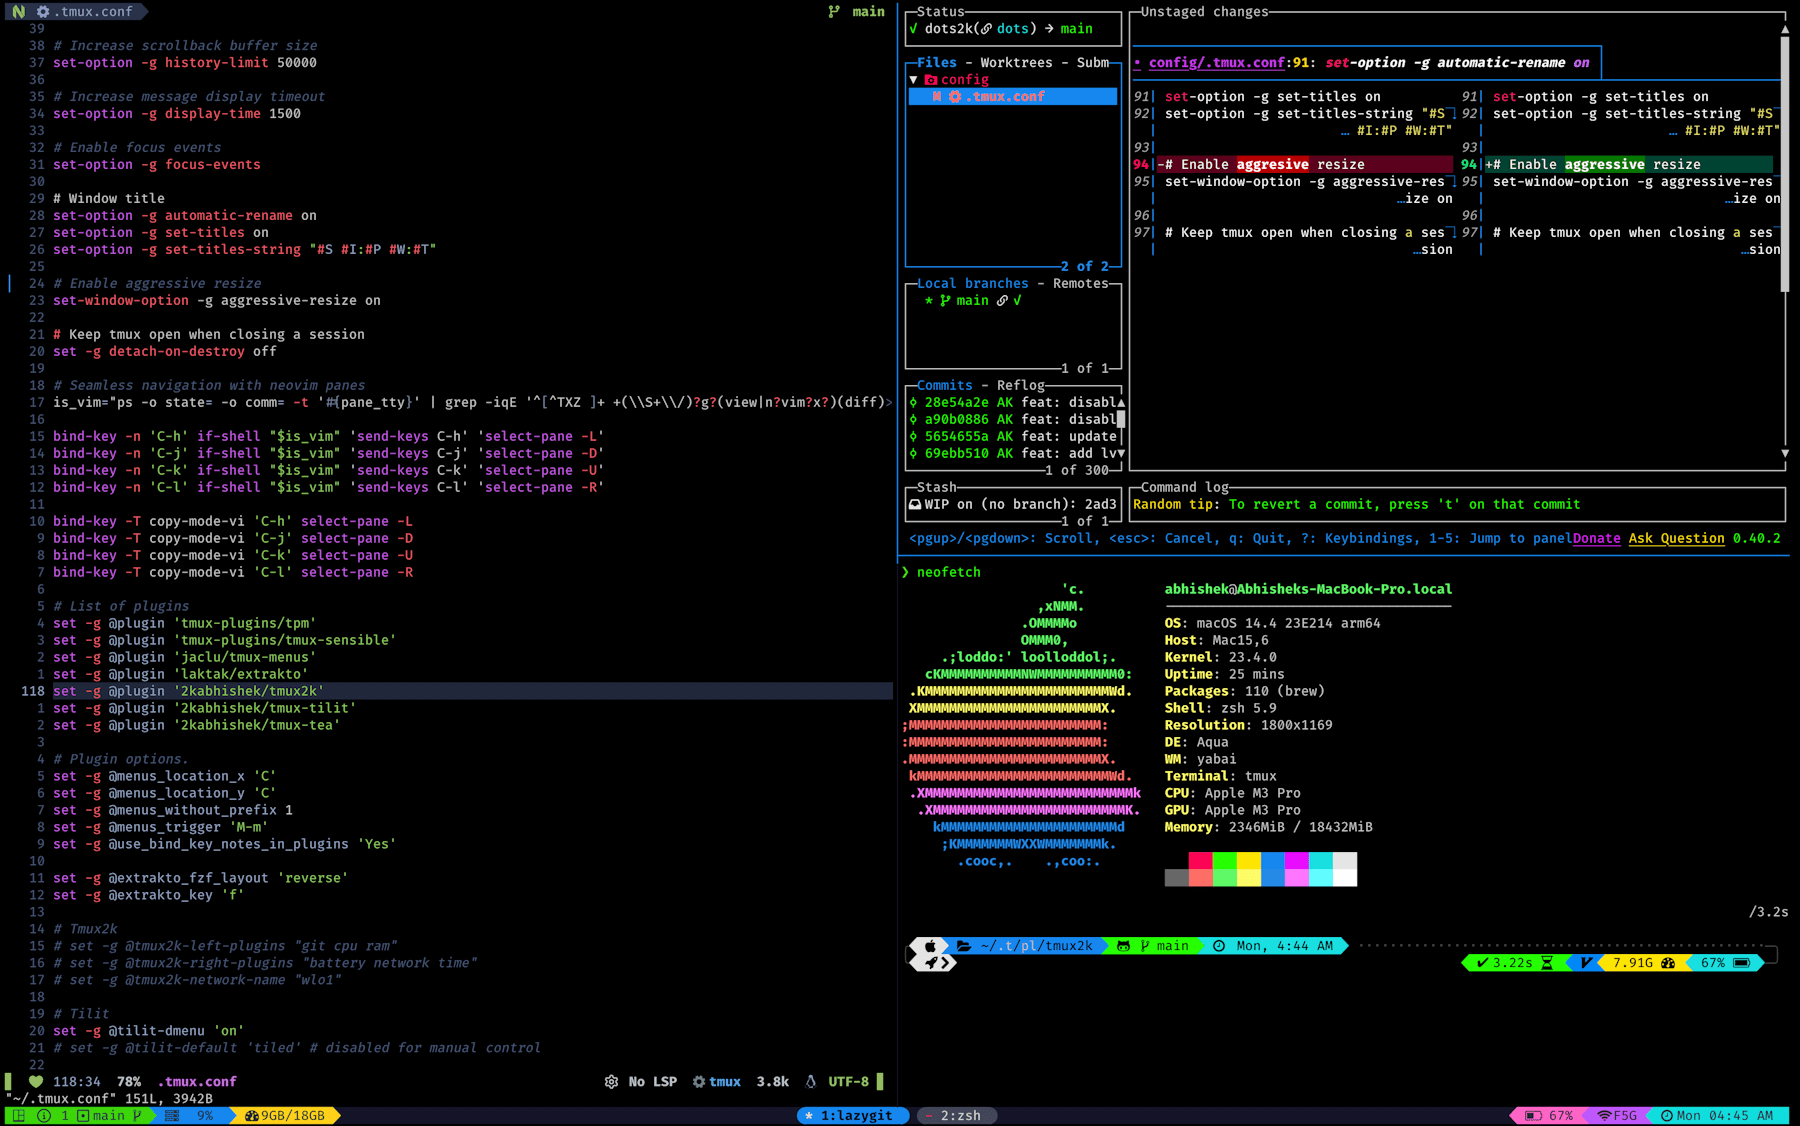 .tmux.conf
main
39
38 # Increase scrollback buffer size
37 set-option -g history-limit 50000
36
35 # Increase message display timeout
34 set-option -g display-time 1500
33
32 # Enable focus events
31 set-option -g focus-events
30
29 # Window title
28 set-option -g automatic-rename on
27 set-option -g set-titles on
26 set-option -g set-titles-string "#S #I:#P #W:#T"
25
24 # Enable aggressive resize
23 set-window-option -g aggressive-resize on
22
21 # Keep tmux open when closing a session
20 set -g detach-on-destroy off
19
18 # Seamless navigation with neovim panes
17 is_vim="ps -o state= -o comm= -t '#{pane_tty}' | grep -iqE '^[^TXZ ]+ +(\\S+\\/)?g?(view|n?vim?x?)(diff)>
16
15 bind-key -n 'C-h' if-shell "$is_vim" 'send-keys C-h' 'select-pane -L'
14 bind-key -n 'C-j' if-shell "$is_vim" 'send-keys C-j' 'select-pane -D'
13 bind-key -n 'C-k' if-shell "$is_vim" 'send-keys C-k' 'select-pane -U'
12 bind-key -n 'C-l' if-shell "$is_vim" 'send-keys C-l' 'select-pane -R'
11
10 bind-key -T copy-mode-vi 'C-h' select-pane -L
9 bind-key -T copy-mode-vi 'C-j' select-pane -D
8 bind-key -T copy-mode-vi 'C-k' select-pane -U
7 bind-key -T copy-mode-vi 'C-l' select-pane -R
6
5 # List of plugins
4 set -g @plugin 'tmux-plugins/tpm'
3 set -g @plugin 'tmux-plugins/tmux-sensible'
2 set -g @plugin 'jaclu/tmux-menus'
1 set -g @plugin 'laktak/extrakto'
118 set -g @plugin '2kabhishek/tmux2k'
1 set -g @plugin '2kabhishek/tmux-tilit'
2 set -g @plugin '2kabhishek/tmux-tea'
3
4 # Plugin options.
5 set -g @menus_location_x 'C'
6 set -g @menus_location_y 'C'
7 set -g @menus_without_prefix 1
8 set -g @menus_trigger 'M-m'
9 set -g @use_bind_key_notes_in_plugins 'Yes'
10
11 set -g @extrakto_fzf_layout 'reverse'
12 set -g @extrakto_key 'f'
13
14 # Tmux2k
15 # set -g @tmux2k-left-plugins "git cpu ram"
16 # set -g @tmux2k-right-plugins "battery network time"
17 # set -g @tmux2k-network-name "wlo1"
18
19 # Tilit
20 set -g @tilit-dmenu 'on'
21 # set -g @tilit-default 'tiled' # disabled for manual control
22
118:34 78% .tmux.conf No LSP tmux 3.8k UTF-8
"~/.tmux.conf" 151L, 3942B
Status
✓ dots2k( dots) → main
Files - Worktrees - Subm
▼ config
M .tmux.conf
2 of 2
Local branches - Remotes
* main ✓
1 of 1
Commits - Reflog
28e54a2e AK feat: disabl
a90b0886 AK feat: disabl
5654655a AK feat: update
69ebb510 AK feat: add lv
1 of 300
Stash
WIP on (no branch): 2ad3
1 of 1
Unstaged changes
• config/.tmux.conf:91: set-option -g automatic-rename on
91 set-option -g set-titles on 91 set-option -g set-titles on
92 set-option -g set-titles-string "#S 92 set-option -g set-titles-string "#S
… #I:#P #W:#T" … #I:#P #W:#T"
93 93
94 -# Enable aggresive resize 94 +# Enable aggressive resize
95 set-window-option -g aggressive-res 95 set-window-option -g aggressive-res
…ize on …ize on
96 96
97 # Keep tmux open when closing a ses 97 # Keep tmux open when closing a ses
…sion …sion
Command log
Random tip: To revert a commit, press 't' on that commit
<pgup>/<pgdown>: Scroll, <esc>: Cancel, q: Quit, ?: Keybindings, 1-5: Jump to panel Donate Ask Question 0.40.2
❯ neofetch
'c.
,xNMM.
.OMMMMo
OMMM0,
.;loddo:' loolloddol;.
cKMMMMMMMMMMNWMMMMMMMMMM0:
.KMMMMMMMMMMMMMMMMMMMMMMMWd.
XMMMMMMMMMMMMMMMMMMMMMMMX.
;MMMMMMMMMMMMMMMMMMMMMMMM:
:MMMMMMMMMMMMMMMMMMMMMMMM:
.MMMMMMMMMMMMMMMMMMMMMMMMX.
kMMMMMMMMMMMMMMMMMMMMMMMMWd.
.XMMMMMMMMMMMMMMMMMMMMMMMMMMk
.XMMMMMMMMMMMMMMMMMMMMMMMMK.
kMMMMMMMMMMMMMMMMMMMMMMd
;KMMMMMMMWXXWMMMMMMMk.
.cooc,. .,coo:.
abhishek@Abhisheks-MacBook-Pro.local
OS: macOS 14.4 23E214 arm64
Host: Mac15,6
Kernel: 23.4.0
Uptime: 25 mins
Packages: 110 (brew)
Shell: zsh 5.9
Resolution: 1800x1169
DE: Aqua
WM: yabai
Terminal: tmux
CPU: Apple M3 Pro
GPU: Apple M3 Pro
Memory: 2346MiB / 18432MiB
/3.2s
~/.t/pl/tmux2k main Mon, 4:44 AM
✓ 3.22s 7.91G 67%
1 main 9% 9GB/18GB * 1:lazygit - 2:zsh 67% F5G Mon 04:45 AM